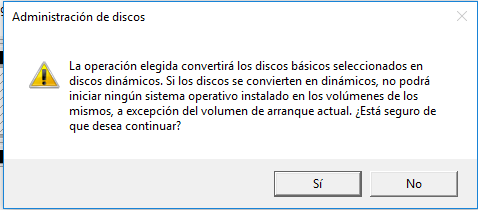 Administración de discos
La operación elegida convertirá los discos básicos seleccionados en
discos dinámicos. Si los discos se convierten en dinámicos, no podrá
iniciar ningún sistema operativo instalado en los volúmenes de los
mismos, a excepción del volumen de arranque actual. ¿Está seguro de
que desea continuar?
Sí
No